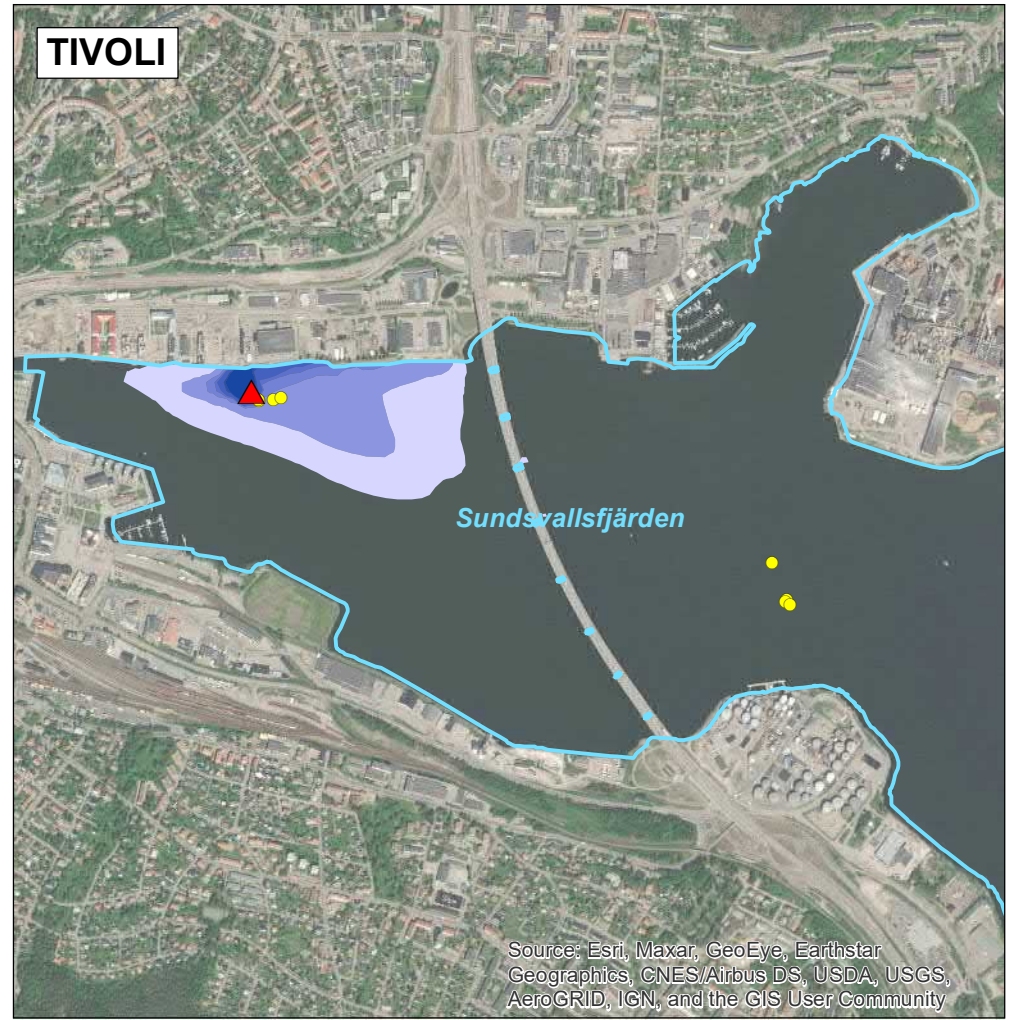 TIVOLI
Sundsvallsfjärden
Source: Esri, Maxar, GeoEye, Earthstar
Geographics, CNES/Airbus DS, USDA, USGS,
AeroGRID, IGN, and the GIS User Community